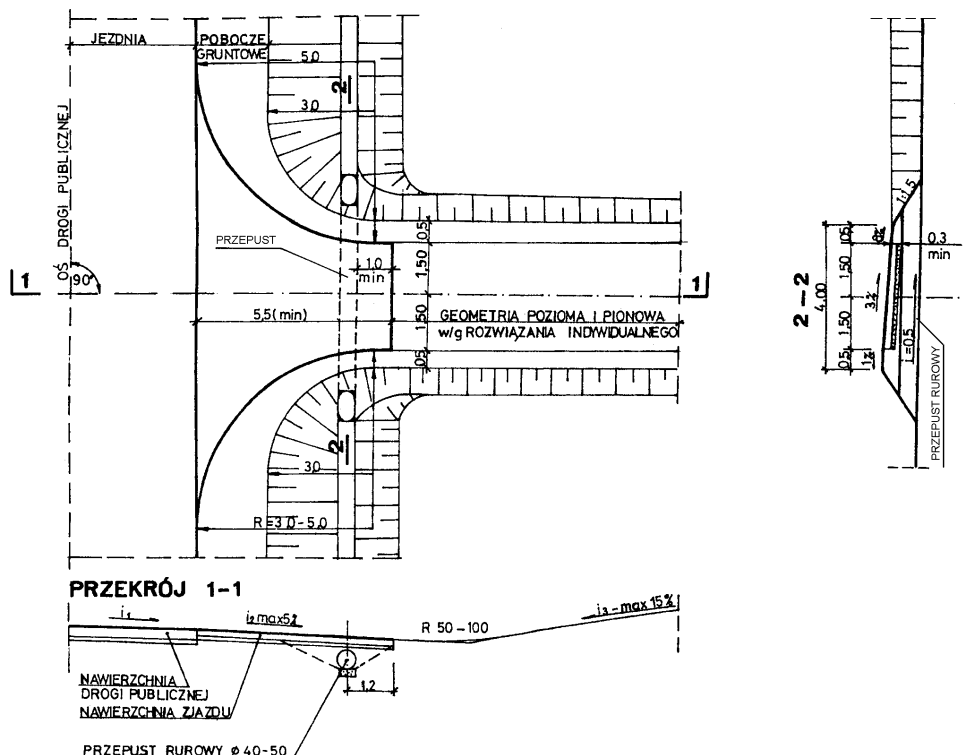 JEZDNIA
POBOCZE
GRUNTOWE
5,0
3,0
2
OŚ DROGI PUBLICZNEJ
90°
1
PRZEPUST
1,0
min
0,5
1,50
1,50
0,5
1
5,5(min)
GEOMETRIA POZIOMA I PIONOWA
w/g ROZWIĄZANIA INDYWIDUALNEGO
2
3,0
R=3,0-5,0
2-2
4.00
0,5
1,50
1,50
0,5
1:1,5
8%
3%
1%
L=0,5
0.3
min
PRZEPUST RUROWY
PRZEKRÓJ 1-1
i₁
i₂ max5%
R 50-100
i₃-max 15%
1,2
NAWIERZCHNIA
DROGI PUBLICZNEJ
NAWIERZCHNIA ZJAZDU
PRZEPUST RUROWY ø 40-50